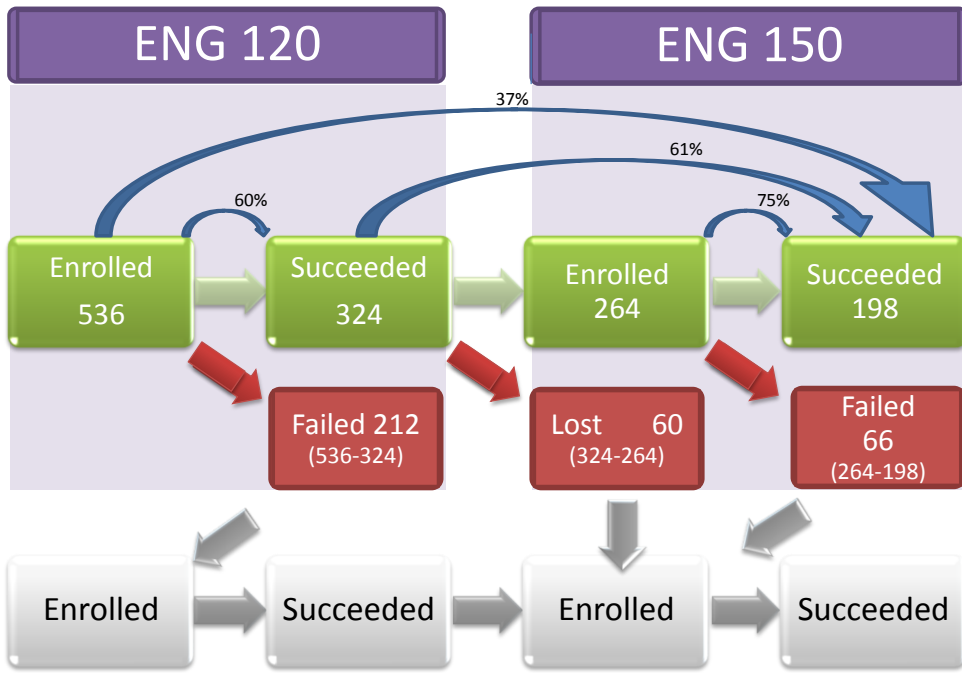 ENG 120
ENG 150
37%
61%
60%
75%
Enrolled
536
Succeeded
324
Enrolled
264
Succeeded
198
Failed 212
(536-324)
Lost 60
(324-264)
Failed
66
(264-198)
Enrolled
Succeeded
Enrolled
Succeeded